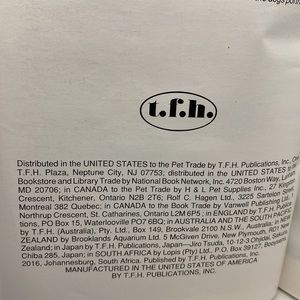 the dogs
t.f.h.
Distributed in the UNITED STATES to the Pet Trade by T.F.H. Publications, Inc., One
T.F.H. Plaza, Neptune City, NJ 07753; distributed in the UNITED STATES to the
Bookstore and Library Trade by National Book Network, Inc. 4720 Boston Way, Lanham
MD 20706; in CANADA to the Pet Trade by H & L Pet Supplies Inc., 27 Kingston
Crescent, Kitchener, Ontario N2B 2T6; Rolf C. Hagen Ltd., 3225 Sartelon Street,
Montreal 382 Quebec; in CANADA to the Book Trade by Vanwell Publishing Ltd.,
Northrup Crescent, St. Catharines, Ontario L2M 6P5; in ENGLAND by T.F.H.
PO Box 15, Waterlooville PO7 6BQ; in AUSTRALIA AND THE SOUTH PACIFIC
by T.F.H. (Australia), Pty. Ltd., Box 149, Brookvale 2100 N.S.W., Australia; in NEW
ZEALAND by Brooklands Aquarium Ltd. 5 McGiven Drive, New Plymouth, RD1 New
Zealand; in Japan by T.F.H. Publications, Japan—Jiro Tsuda, 10-12-3 Ohjidai, Sakura,
Chiba 285, Japan; in SOUTH AFRICA by Lopis (Pty) Ltd., P.O. Box 39127, Booysens,
2016, Johannesburg, South Africa. Published by T.F.H. Publications, Inc.
MANUFACTURED IN THE UNITED STATES OF AMERICA
BY T.F.H. PUBLICATIONS, INC.